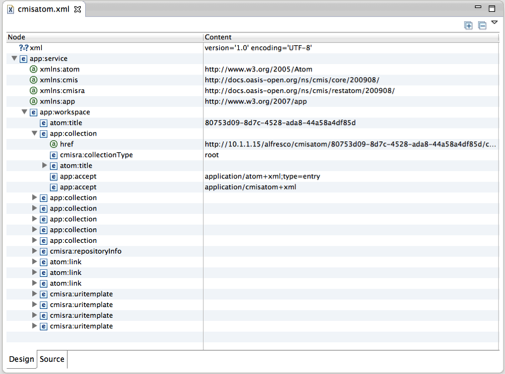 cmisatom.xml
Node Content
?-? xml version='1.0' encoding='UTF-8'
e app:service
a xmlns:atom http://www.w3.org/2005/Atom
a xmlns:cmis http://docs.oasis-open.org/ns/cmis/core/200908/
a xmlns:cmisra http://docs.oasis-open.org/ns/cmis/restatom/200908/
a xmlns:app http://www.w3.org/2007/app
e app:workspace
e atom:title 80753d09-8d7c-4528-ada8-44a58a4df85d
e app:collection
a href http://10.1.1.15/alfresco/cmisatom/80753d09-8d7c-4528-ada8-44a58a4df85d/c...
e cmisra:collectionType root
e atom:title
e app:accept application/atom+xml;type=entry
e app:accept application/cmisatom+xml
e app:collection
e app:collection
e app:collection
e app:collection
e app:collection
e cmisra:repositoryInfo
e atom:link
e atom:link
e atom:link
e cmisra:uritemplate
e cmisra:uritemplate
e cmisra:uritemplate
e cmisra:uritemplate
Design Source